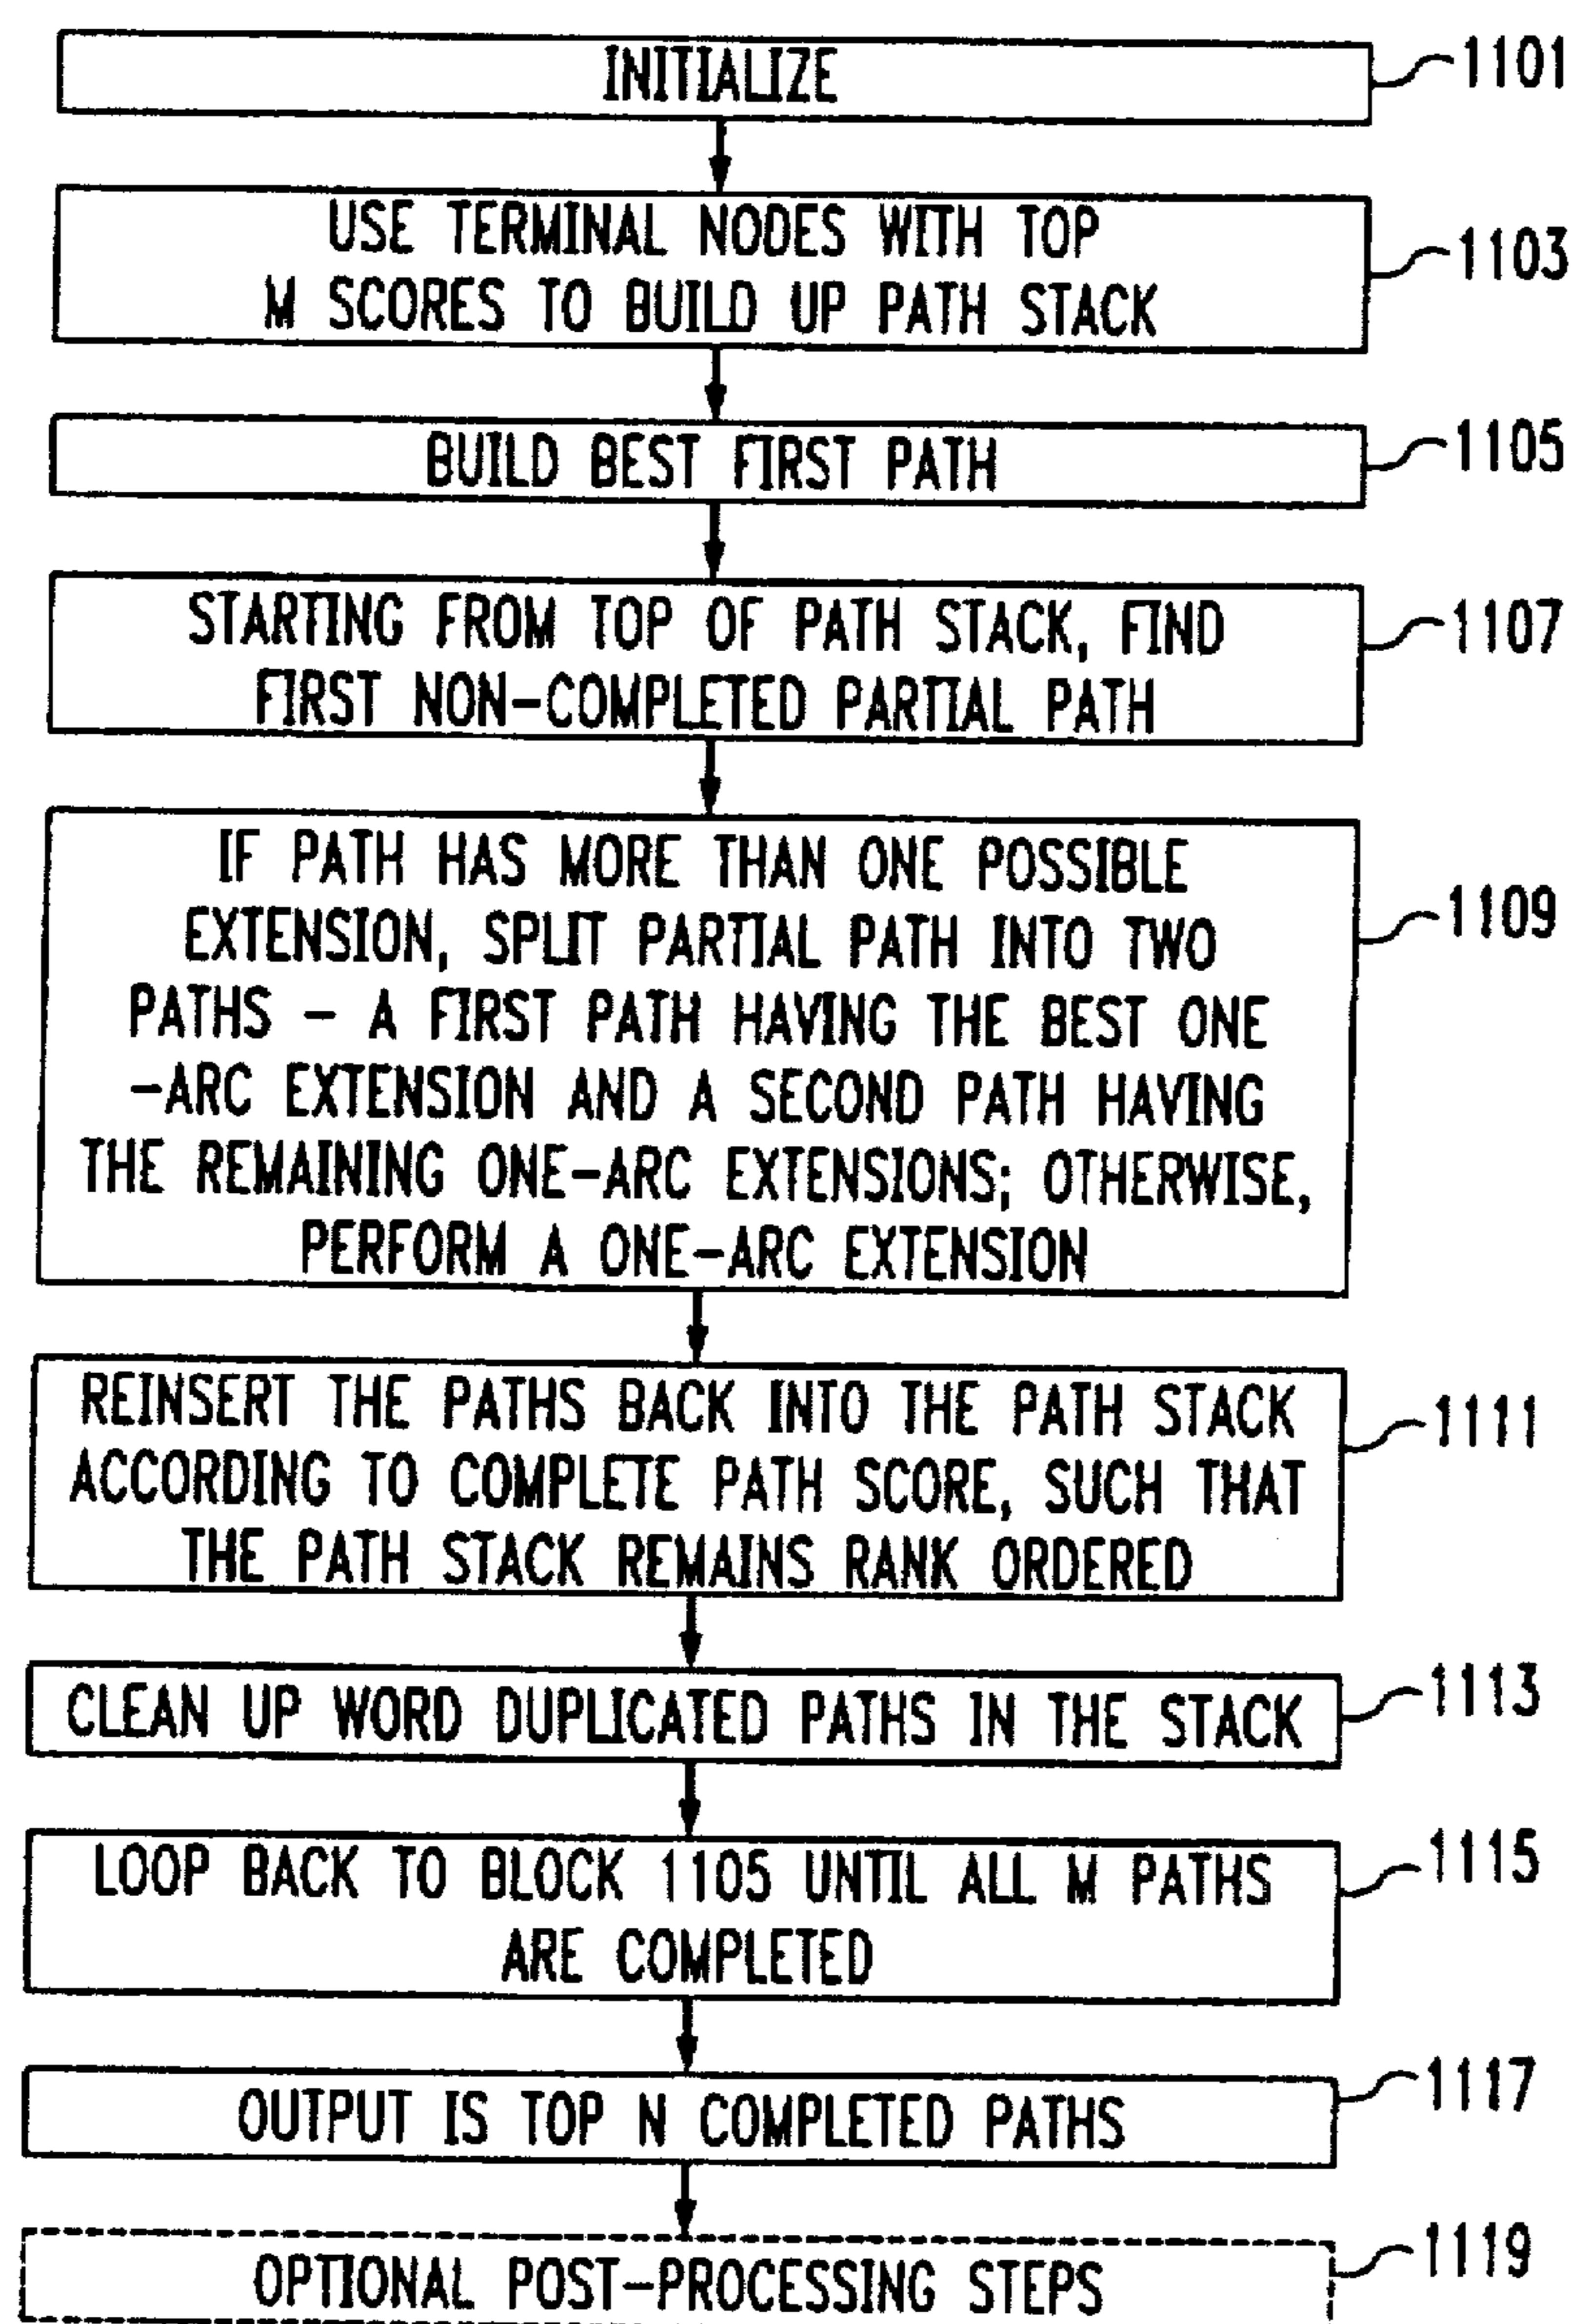 INITIALIZE
1101
USE TERMINAL NODES WITH TOP
M SCORES TO BUILD UP PATH STACK
1103
BUILD BEST FIRST PATH
1105
STARTING FROM TOP OF PATH STACK, FIND
FIRST NON-COMPLETED PARTIAL PATH
1107
IF PATH HAS MORE THAN ONE POSSIBLE
EXTENSION, SPLIT PARTIAL PATH INTO TWO
PATHS - A FIRST PATH HAVING THE BEST ONE
-ARC EXTENSION AND A SECOND PATH HAVING
THE REMAINING ONE-ARC EXTENSIONS; OTHERWISE,
PERFORM A ONE-ARC EXTENSION
1109
REINSERT THE PATHS BACK INTO THE PATH STACK
ACCORDING TO COMPLETE PATH SCORE, SUCH THAT
THE PATH STACK REMAINS RANK ORDERED
1111
CLEAN UP WORD DUPLICATED PATHS IN THE STACK
1113
LOOP BACK TO BLOCK 1105 UNTIL ALL M PATHS
ARE COMPLETED
1115
OUTPUT IS TOP N COMPLETED PATHS
1117
OPTIONAL POST-PROCESSING STEPS
1119